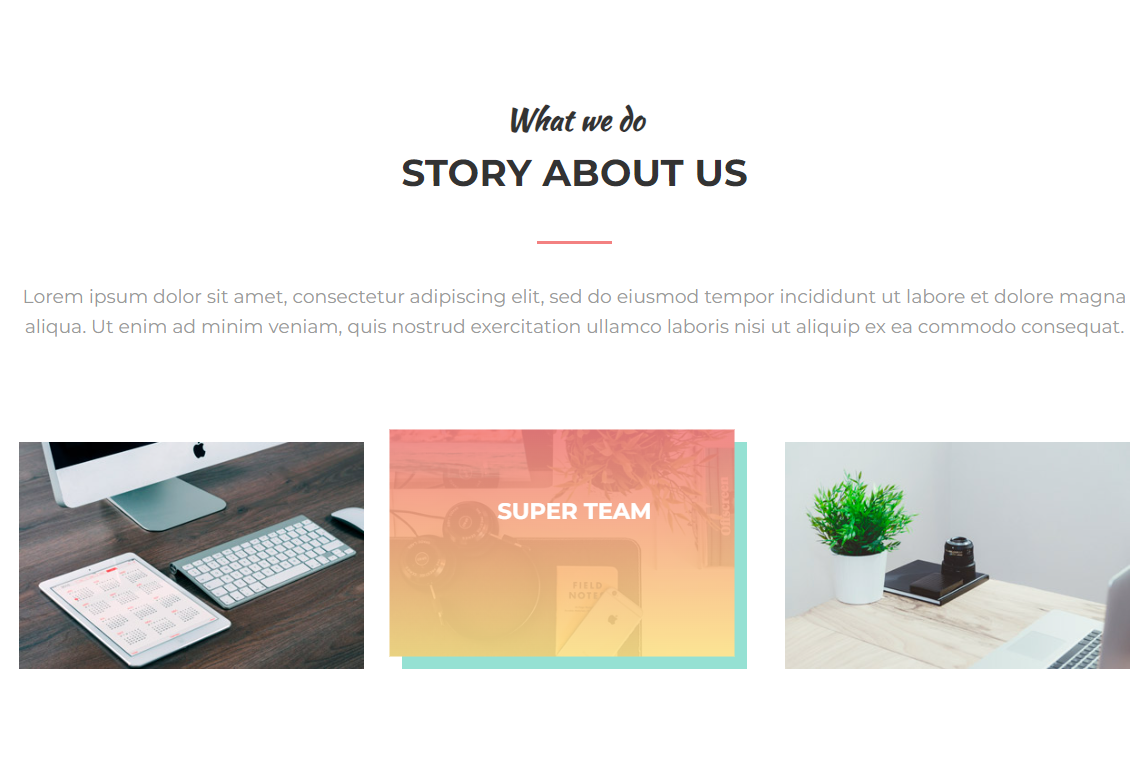 What we do
STORY ABOUT US
Lorem ipsum dolor sit amet, consectetur adipiscing elit, sed do eiusmod tempor incididunt ut labore et dolore magna
aliqua. Ut enim ad minim veniam, quis nostrud exercitation ullamco laboris nisi ut aliquip ex ea commodo consequat.
SUPER TEAM
FIELD
NOTES